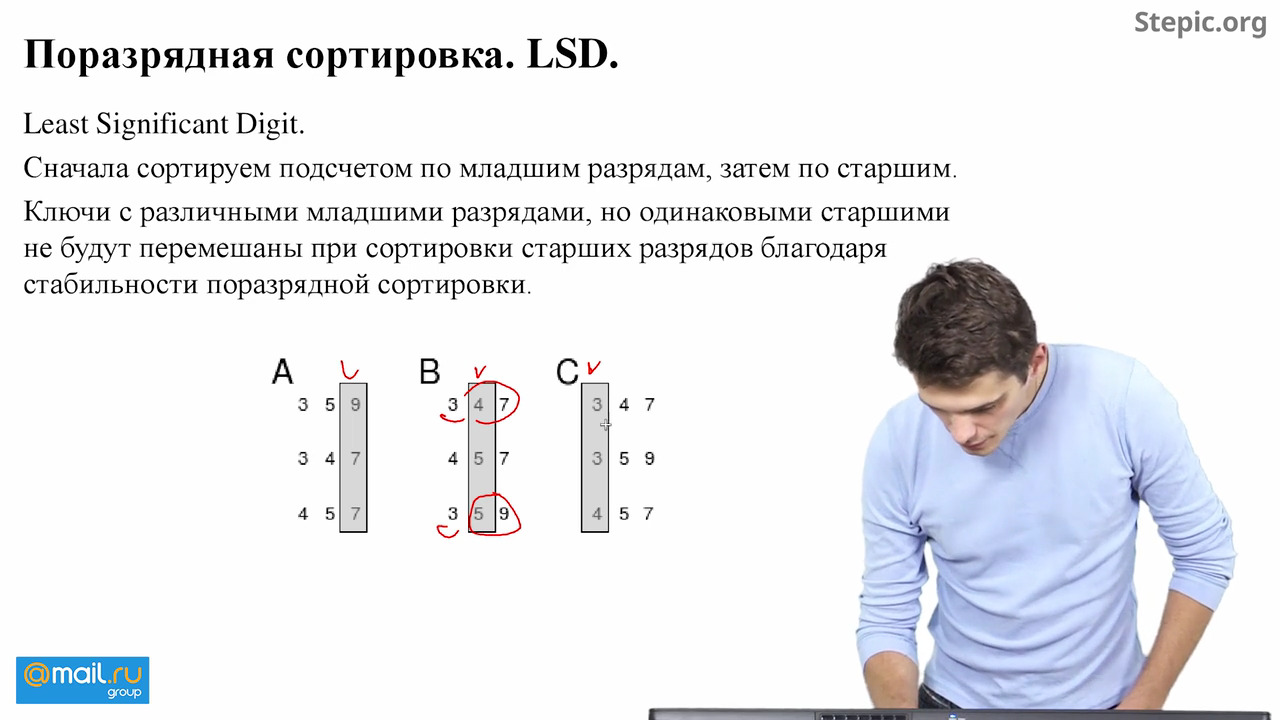 Stepic.org
Поразрядная сортировка. LSD.
Least Significant Digit.
Сначала сортируем подсчетом по младшим разрядам, затем по старшим.
Ключи с различными младшими разрядами, но одинаковыми старшими
не будут перемешаны при сортировки старших разрядов благодаря
стабильности поразрядной сортировки.
A B C
3 5 9 3 4 7 3 4 7
3 4 7 4 5 7 3 5 9
4 5 7 3 5 9 4 5 7
@mail.ru
group